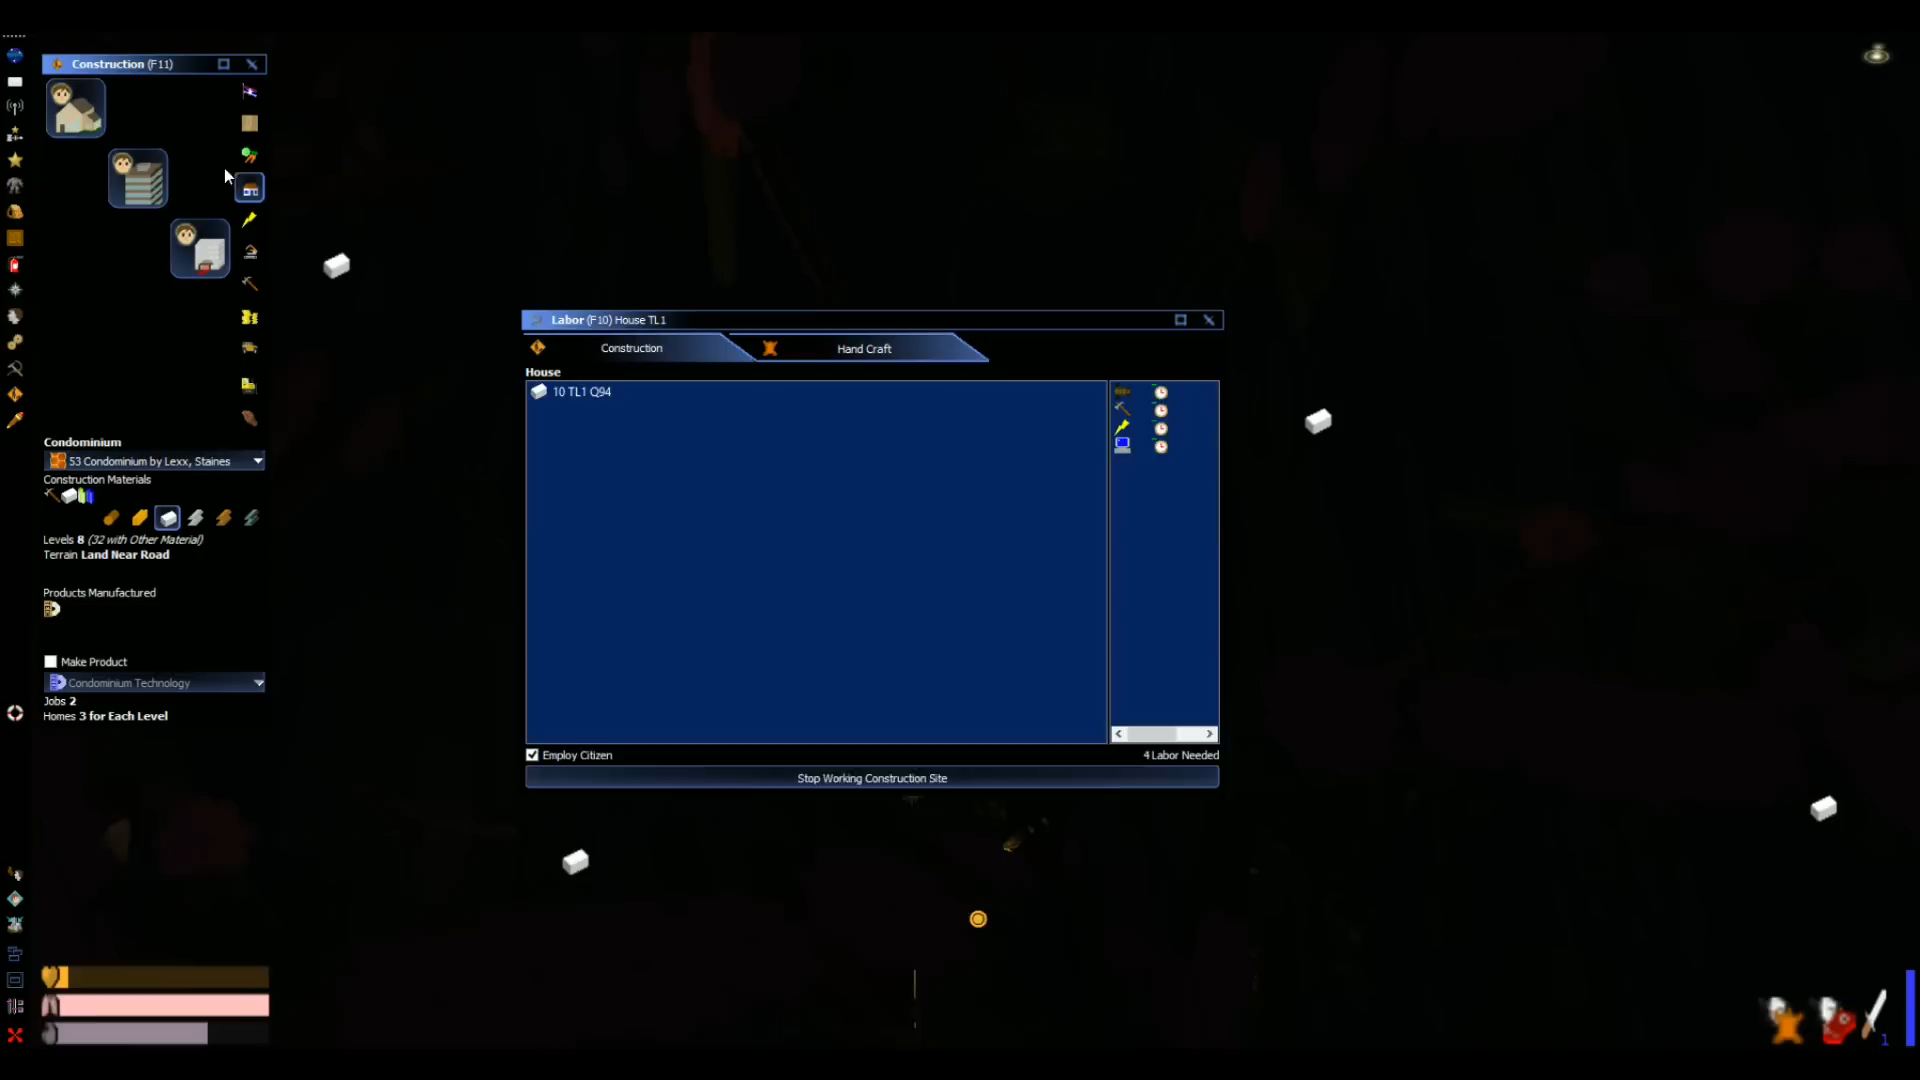 Construction (F11)
Condominium
53 Condominium by Lexx, Staines
Construction Materials
Levels 8 (32 with Other Material)
Terrain Land Near Road
Products Manufactured
Make Product
Condominium Technology
Jobs 2
Homes 3 for Each Level
Labor (F10) House TL1
Construction
Hand Craft
House
10 TL1 Q94
Employ Citizen
4 Labor Needed
Stop Working Construction Site
1